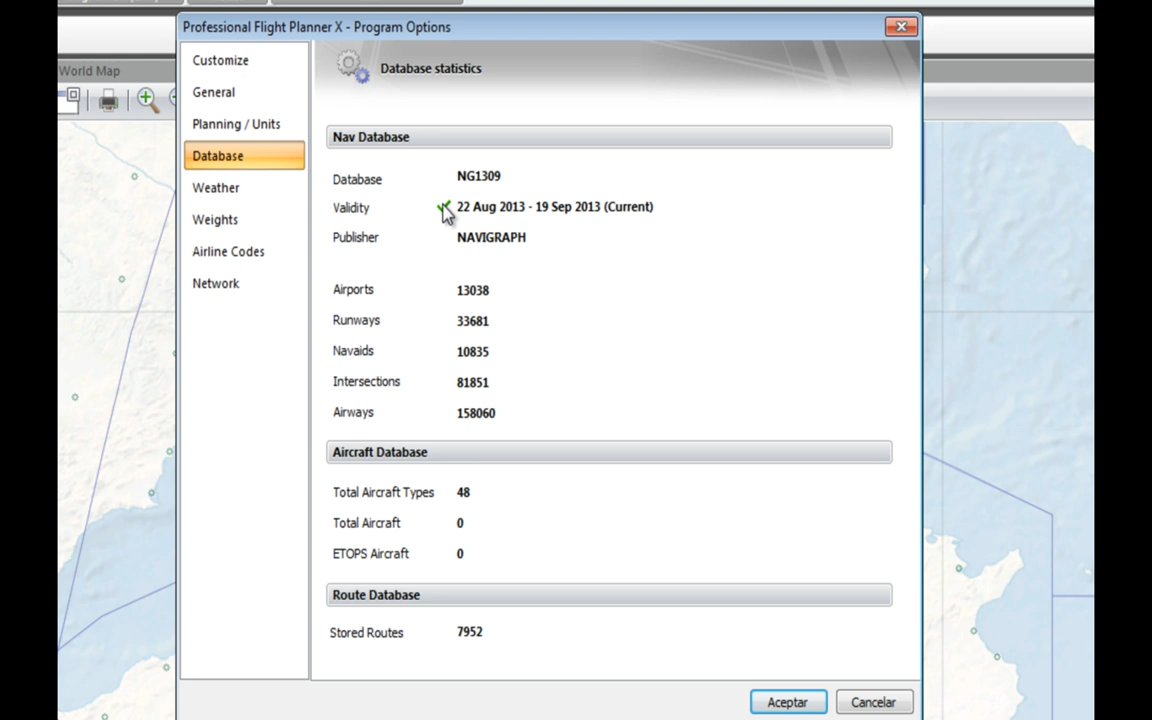 Professional Flight Planner X - Program Options
World Map
Customize
General
Planning / Units
Database
Weather
Weights
Airline Codes
Network
Database statistics
Nav Database
Database NG1309
Validity 22 Aug 2013 - 19 Sep 2013 (Current)
Publisher NAVIGRAPH
Airports 13038
Runways 33681
Navaids 10835
Intersections 81851
Airways 158060
Aircraft Database
Total Aircraft Types 48
Total Aircraft 0
ETOPS Aircraft 0
Route Database
Stored Routes 7952
Aceptar Cancelar